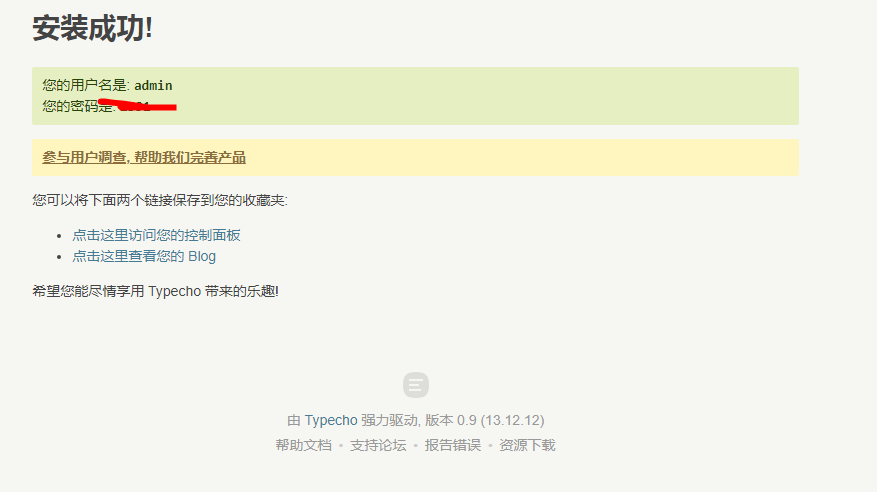 安装成功!
您的用户名是: admin
您的密码是:
参与用户调查, 帮助我们完善产品
您可以将下面两个链接保存到您的收藏夹:
• 点击这里访问您的控制面板
• 点击这里查看您的 Blog
希望您能尽情享用 Typecho 带来的乐趣!
由 Typecho 强力驱动, 版本 0.9 (13.12.12)
帮助文档 • 支持论坛 • 报告错误 • 资源下载